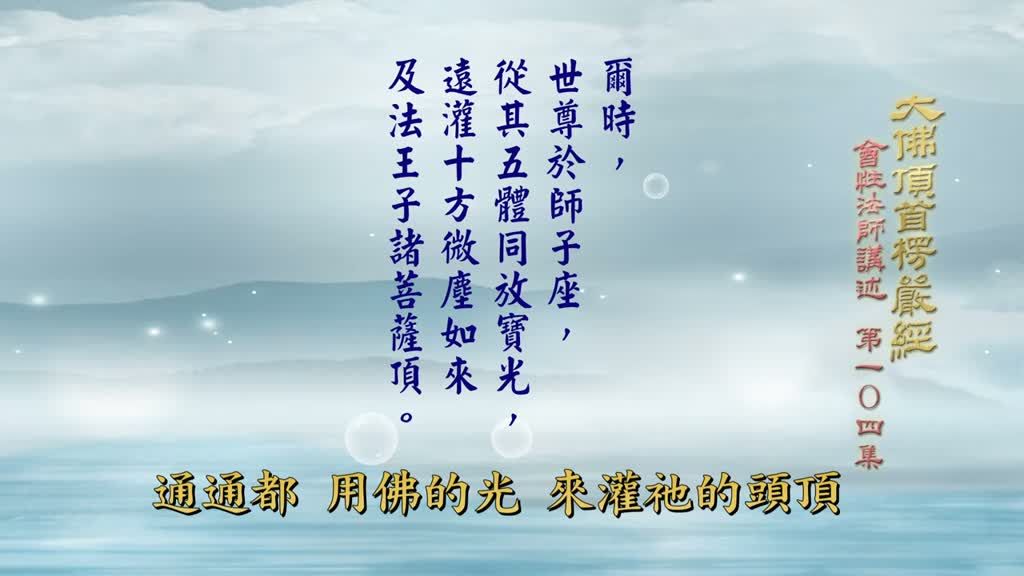 大佛頂首楞嚴經
會性法師講述 第一〇四集
爾時，
世尊於師子座，
從其五體同放寶光，
遠灌十方微塵如來
及法王子諸菩薩頂。
通通都 用佛的光 來灌祂的頭頂